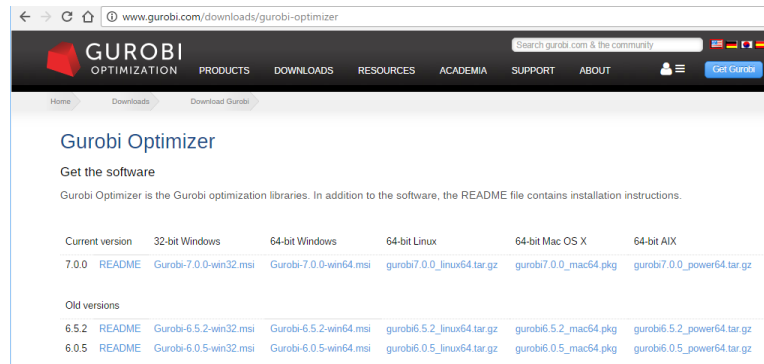 www.gurobi.com/downloads/gurobi-optimizer
Search gurobi.com & the community
GUROBI
OPTIMIZATION
PRODUCTS DOWNLOADS RESOURCES ACADEMIA SUPPORT ABOUT Get Gurobi
Home Downloads Download Gurobi
Gurobi Optimizer
Get the software
Gurobi Optimizer is the Gurobi optimization libraries. In addition to the software, the README file contains installation instructions.
Current version 32-bit Windows 64-bit Windows 64-bit Linux 64-bit Mac OS X 64-bit AIX
7.0.0 README Gurobi-7.0.0-win32.msi Gurobi-7.0.0-win64.msi gurobi7.0.0_linux64.tar.gz gurobi7.0.0_mac64.pkg gurobi7.0.0_power64.tar.gz
Old versions
6.5.2 README Gurobi-6.5.2-win32.msi Gurobi-6.5.2-win64.msi gurobi6.5.2_linux64.tar.gz gurobi6.5.2_mac64.pkg gurobi6.5.2_power64.tar.gz
6.0.5 README Gurobi-6.0.5-win32.msi Gurobi-6.0.5-win64.msi gurobi6.0.5_linux64.tar.gz gurobi6.0.5_mac64.pkg gurobi6.0.5_power64.tar.gz